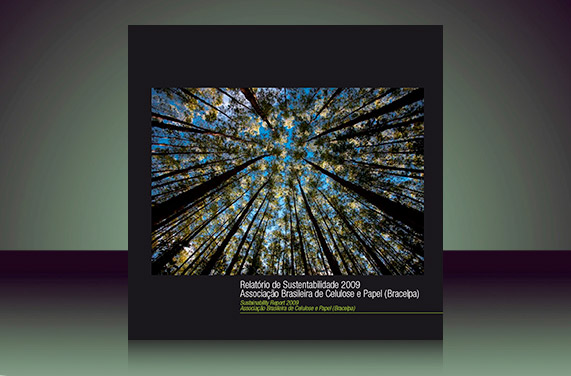 Relatório de Sustentabilidade 2009
Associação Brasileira de Celulose e Papel (Bracelpa)
Sustainability Report 2009
Associação Brasileira de Celulose e Papel (Bracelpa)